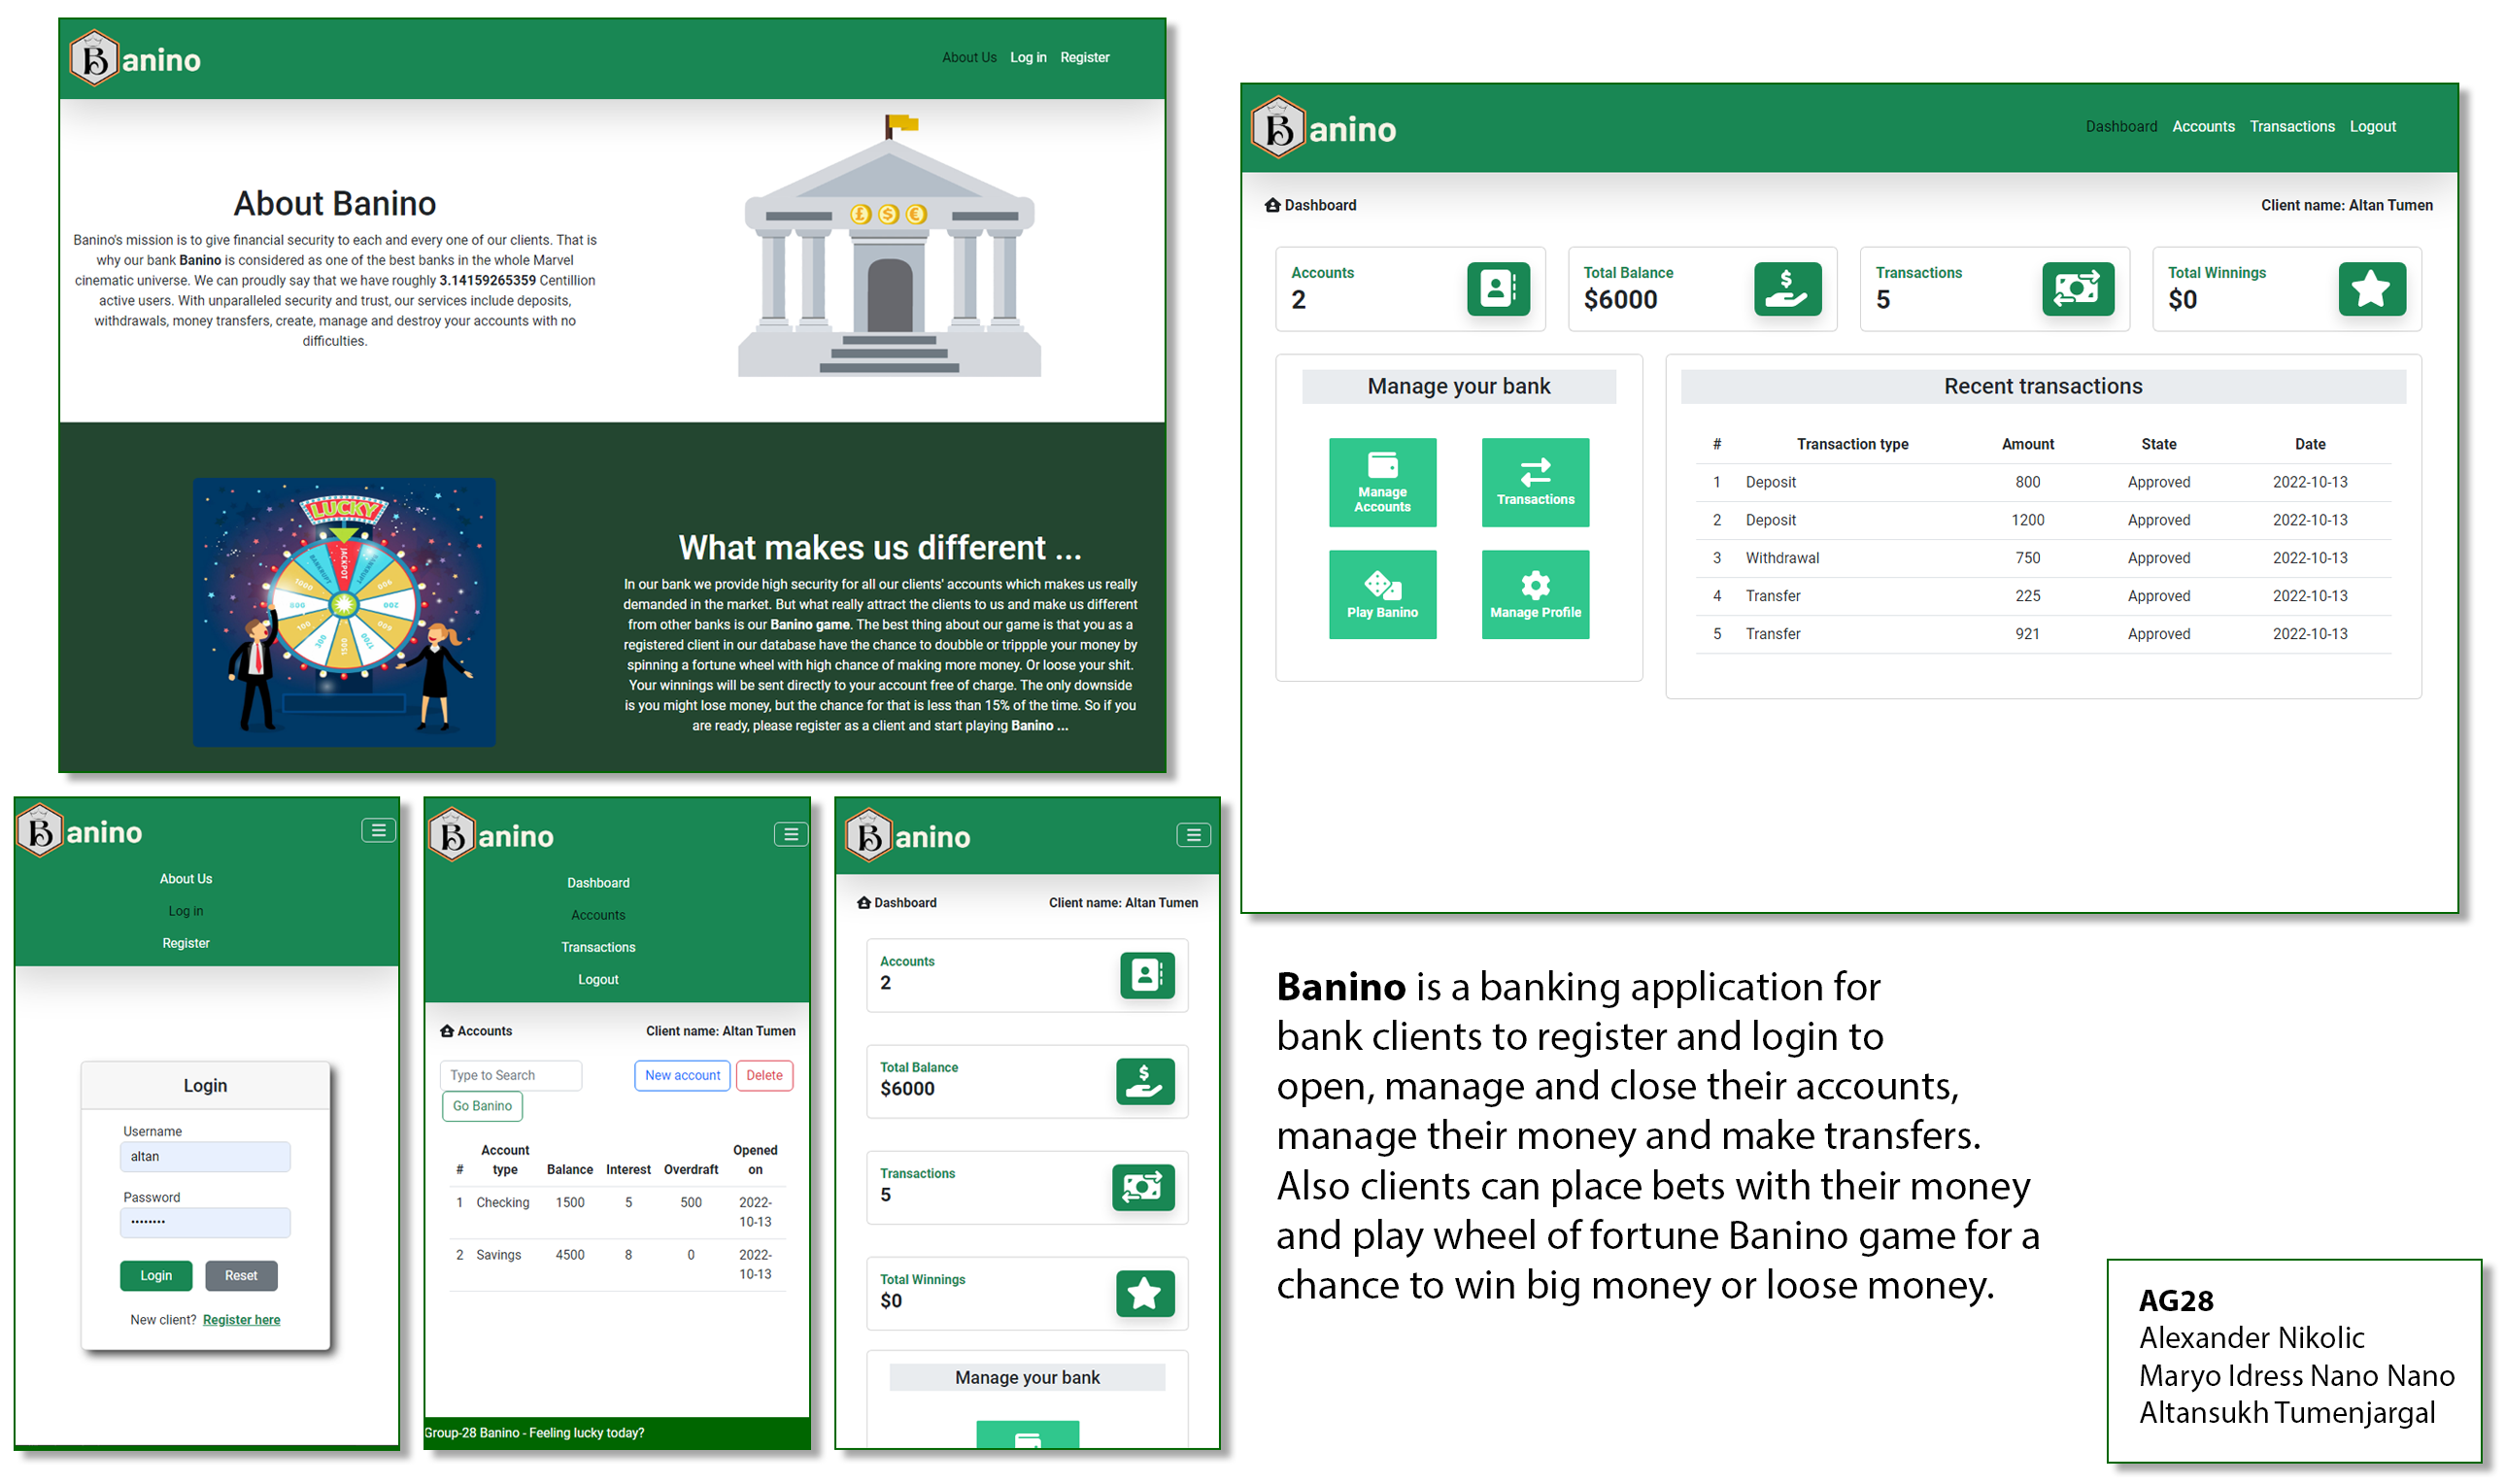 Banino
About Us Log in Register
About Banino
Banino's mission is to give financial security to each and every one of our clients. That is
why our bank Banino is considered as one of the best banks in the whole Marvel
cinematic universe. We can proudly say that we have roughly 3.14159265359 Centillion
active users. With unparalleled security and trust, our services include deposits,
withdrawals, money transfers, create, manage and destroy your accounts with no
difficulties.
£ $ €
LUCKY
JACKPOT
BANKRUPT
What makes us different ...
In our bank we provide high security for all our clients' accounts which makes us really
demanded in the market. But what really attract the clients to us and make us different
from other banks is our Banino game. The best thing about our game is that you as a
registered client in our database have the chance to doubble or trippple your money by
spinning a fortune wheel with high chance of making more money. Or loose your shit.
Your winnings will be sent directly to your account free of charge. The only downside
is you might lose money, but the chance for that is less than 15% of the time. So if you
are ready, please register as a client and start playing Banino ...
Banino
Dashboard Accounts Transactions Logout
Dashboard
Client name: Altan Tumen
Accounts
2
Total Balance
$6000
Transactions
5
Total Winnings
$0
Manage your bank
Manage
Accounts
Transactions
Play Banino
Manage Profile
Recent transactions
# Transaction type Amount State Date
1 Deposit 800 Approved 2022-10-13
2 Deposit 1200 Approved 2022-10-13
3 Withdrawal 750 Approved 2022-10-13
4 Transfer 225 Approved 2022-10-13
5 Transfer 921 Approved 2022-10-13
Banino
About Us
Log in
Register
Login
Username
altan
Password
••••••••
Login Reset
New client? Register here
Banino
Dashboard
Accounts
Transactions
Logout
Accounts
Client name: Altan Tumen
Type to Search
New account Delete
Go Banino
# Account type Balance Interest Overdraft Opened on
1 Checking 1500 5 500 2022-
10-13
2 Savings 4500 8 0 2022-
10-13
Group-28 Banino - Feeling lucky today?
Banino
Dashboard
Client name: Altan Tumen
Accounts
2
Total Balance
$6000
Transactions
5
Total Winnings
$0
Manage your bank
Banino is a banking application for
bank clients to register and login to
open, manage and close their accounts,
manage their money and make transfers.
Also clients can place bets with their money
and play wheel of fortune Banino game for a
chance to win big money or loose money.
AG28
Alexander Nikolic
Maryo Idress Nano Nano
Altansukh Tumenjargal